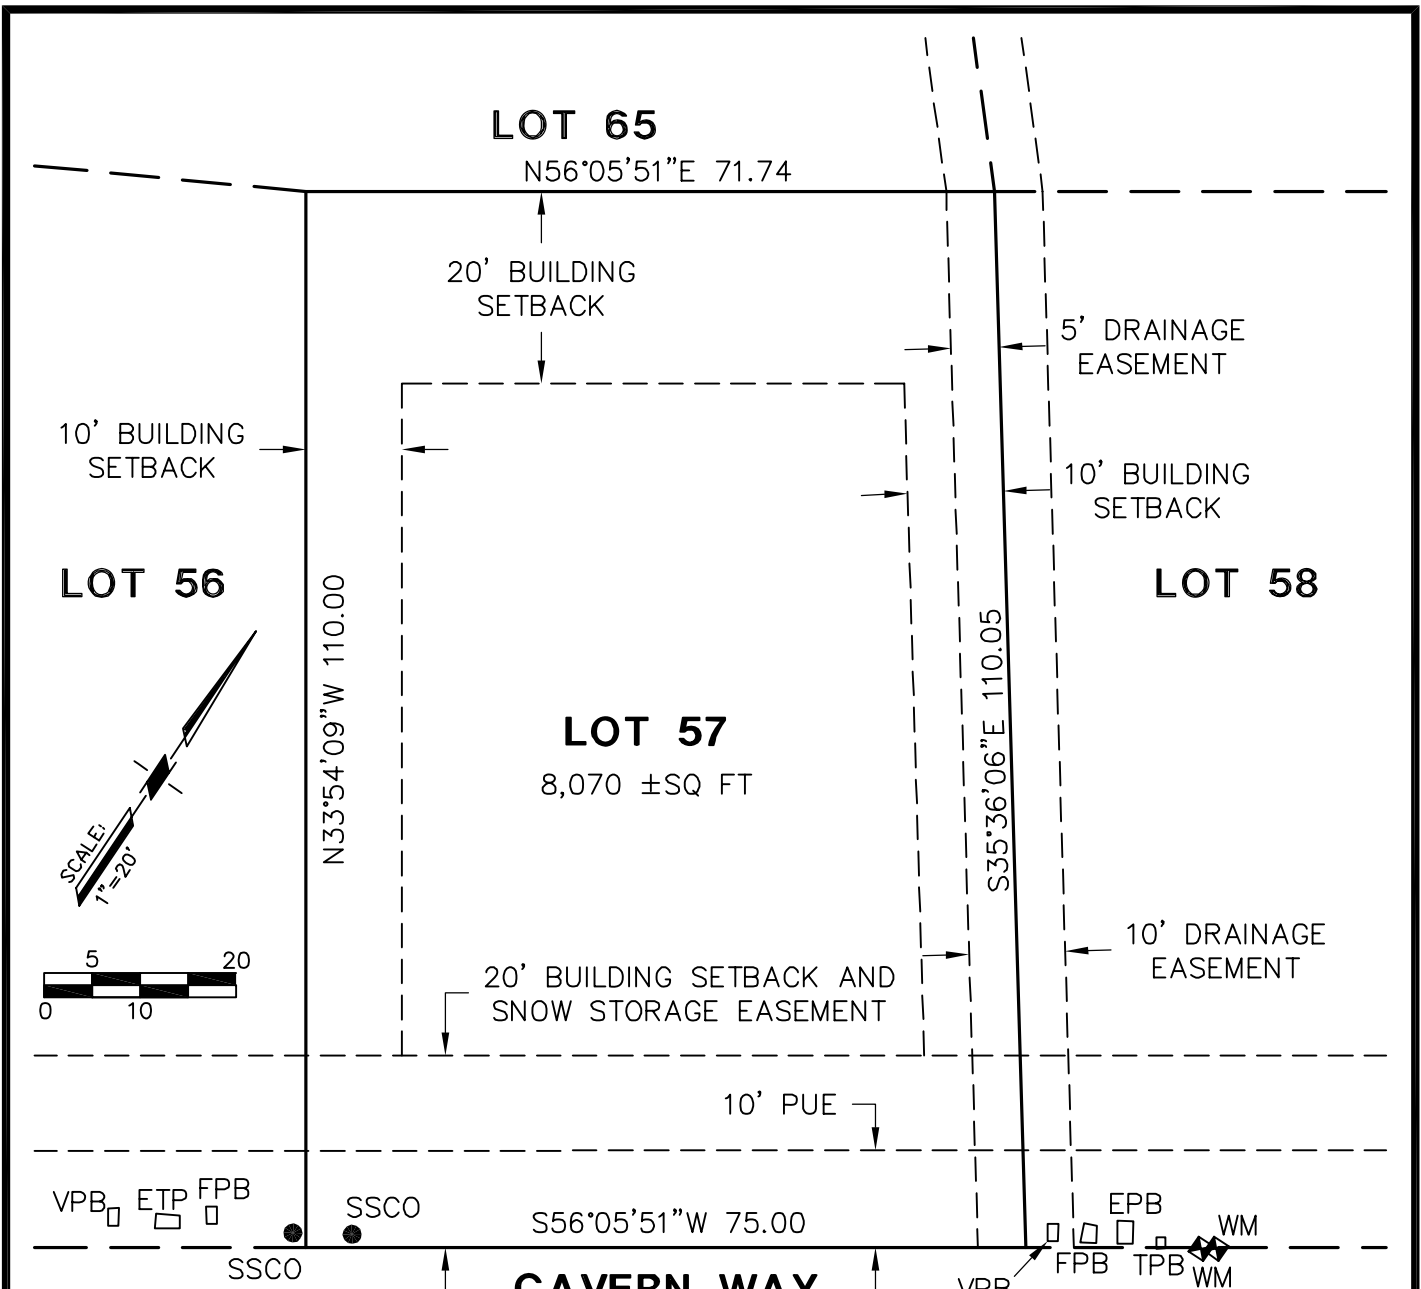 LOT 65
N56°05'51"E 71.74
20' BUILDING
SETBACK
5' DRAINAGE
EASEMENT
10' BUILDING
SETBACK
10' BUILDING
SETBACK
LOT 56
LOT 58
N33°54'09"W 110.00
S35°36'06"E 110.05
LOT 57
8,070 ±SQ FT
SCALE:
1"=20'
5 20
0 10
20' BUILDING SETBACK AND
SNOW STORAGE EASEMENT
10' DRAINAGE
EASEMENT
10' PUE
VPB
ETP
FPB
SSCO
SSCO
S56°05'51"W 75.00
EPB
WM
FPB
TPB
WM
VPB
CAVERN WAY